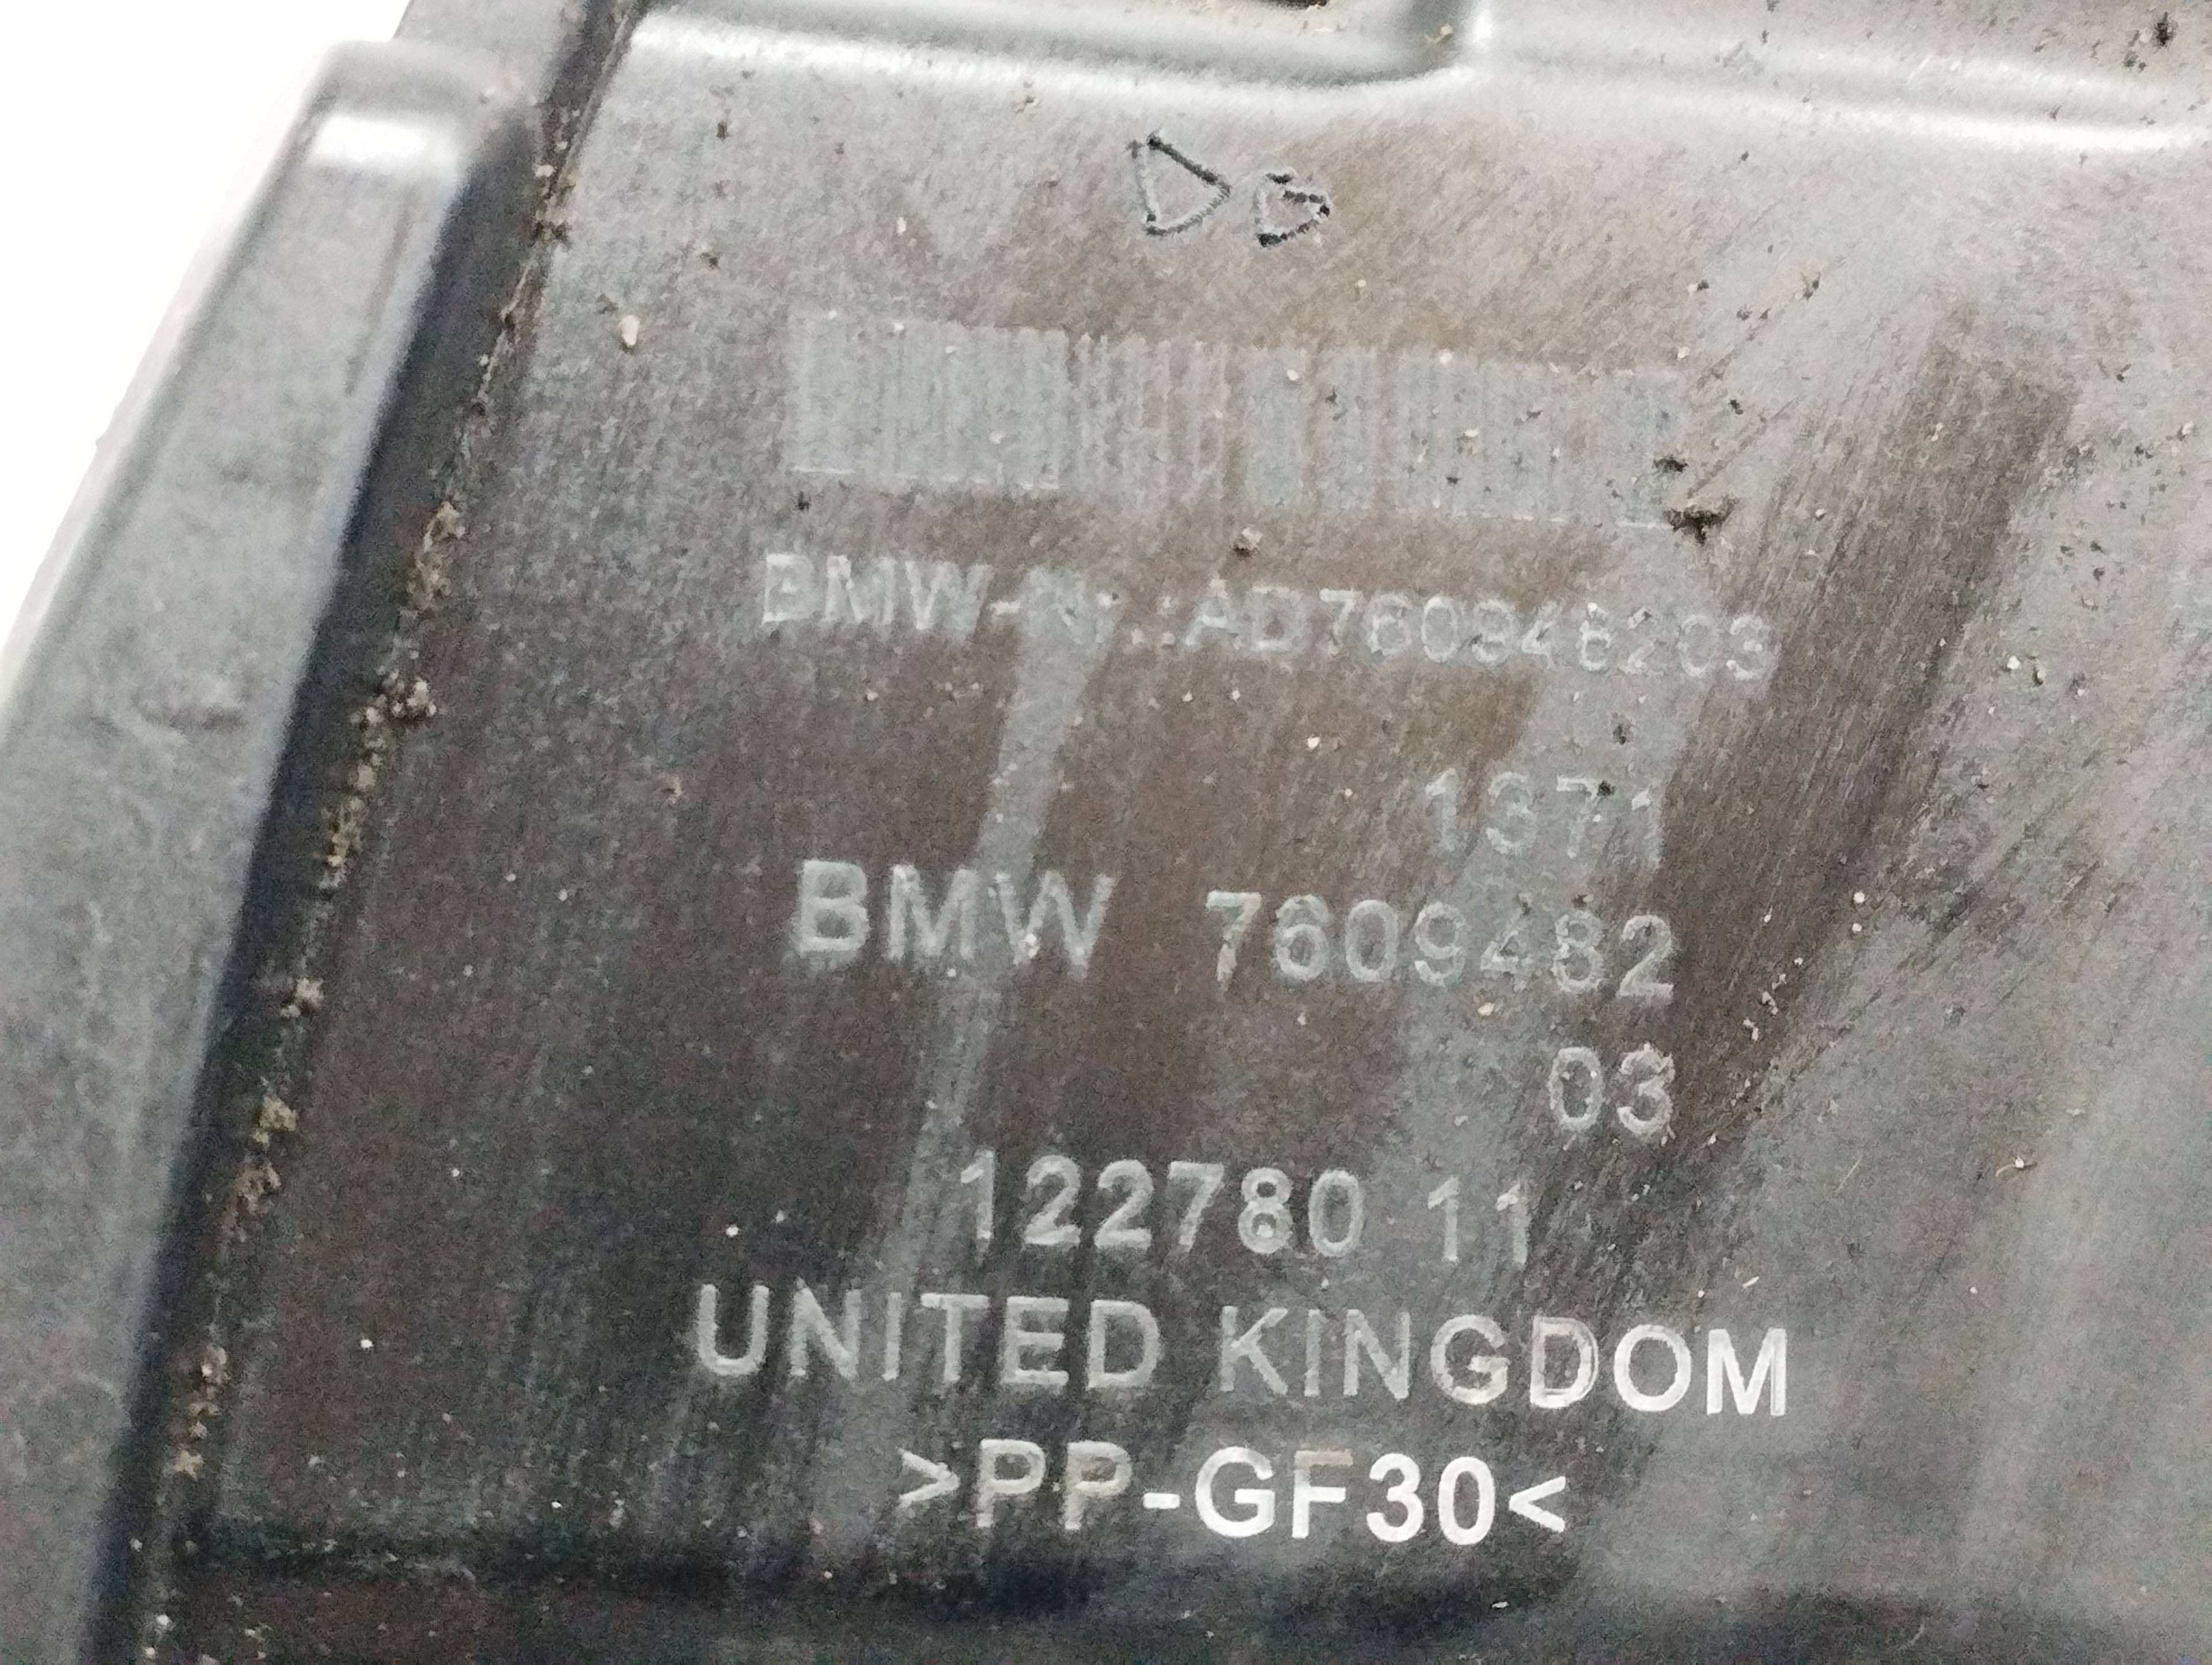 BMW-Nr.:AD760948203
1371
BMW 7609482
03
122780 11
UNITED KINGDOM
>PP-GF30<